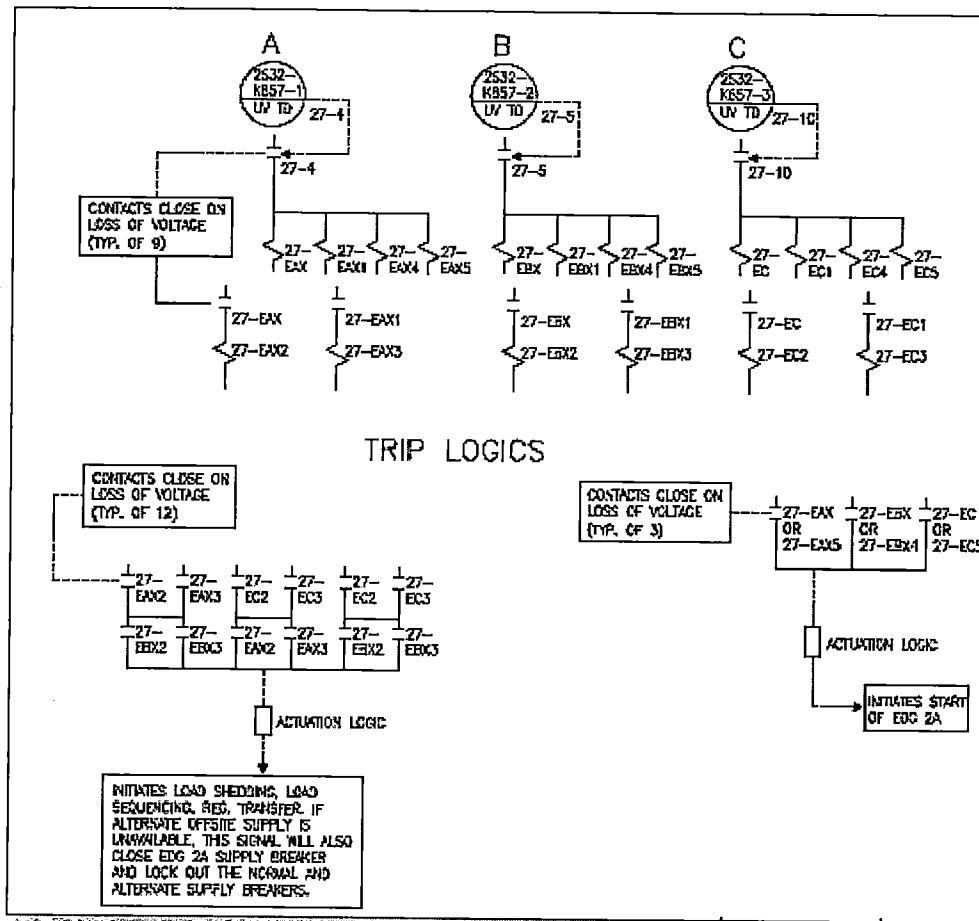 A
B
C
2S32-
K857-1
UV TD
27-4
27-4
2S32-
K857-2
UV TD
27-5
27-5
2S32-
K857-3
UV TD
27-10
27-10
CONTACTS CLOSE ON
LOSS OF VOLTAGE
(TYP. OF 9)
27-
EAX
27-
EAX1
27-
EAX4
27-
EAX5
27-
EBX
27-
EBX1
27-
EBX4
27-
EBX5
27-
EC
27-
EC1
27-
EC4
27-
EC5
27-EAX
27-EAX2
27-EAX1
27-EAX3
27-EBX
27-EBX2
27-EBX1
27-EBX3
27-EC
27-EC2
27-EC1
27-EC3
TRIP LOGICS
CONTACTS CLOSE ON
LOSS OF VOLTAGE
(TYP. OF 12)
27-
EAX2
27-
EAX3
27-
EC2
27-
EC3
27-
EC2
27-
EC3
27-
EBX2
27-
EBX3
27-
EAX2
27-
EAX3
27-
EBX2
27-
EBX3
ACTUATION LOGIC
INITIATES LOAD SHEDDING, LOAD
SEQUENCING, TRANSFER. IF
ALTERNATE OFFSITE SUPPLY IS
UNAVAILABLE, THIS SIGNAL WILL ALSO
CLOSE EDG 2A SUPPLY BREAKER
AND LOCK OUT THE NORMAL AND
ALTERNATE SUPPLY BREAKERS.
CONTACTS CLOSE ON
LOSS OF VOLTAGE
(TYP. OF 3)
27-EAX
OR
27-EAX5
27-EBX
OR
27-EBX4
27-EC
OR
27-EC5
ACTUATION LOGIC
INITIATES START
OF EDG 2A